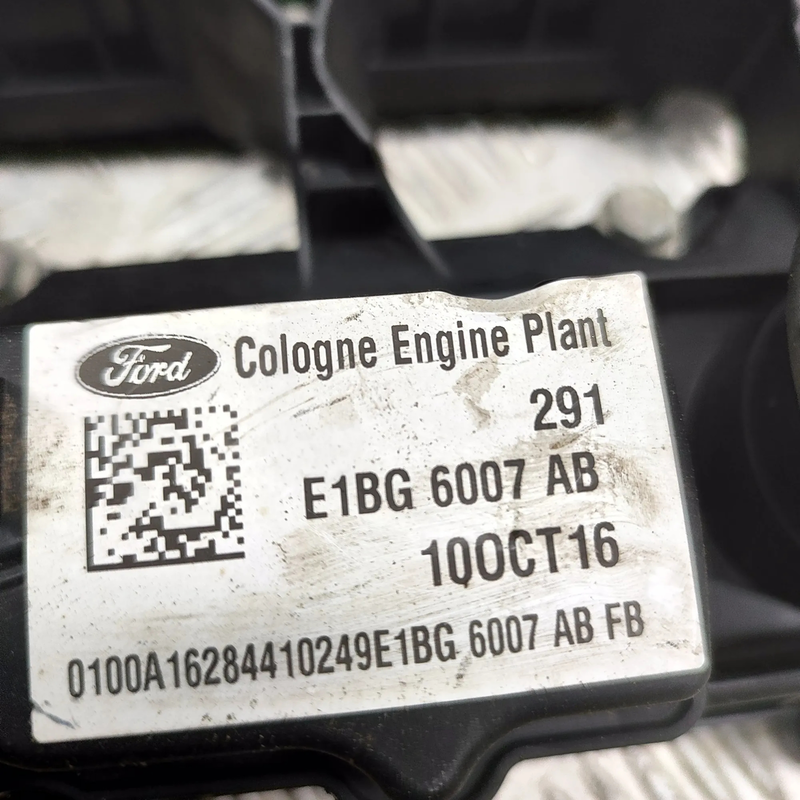 Ford Cologne Engine Plant
291
E1BG 6007 AB
10OCT16
0100A16284410249E1BG 6007 AB FB